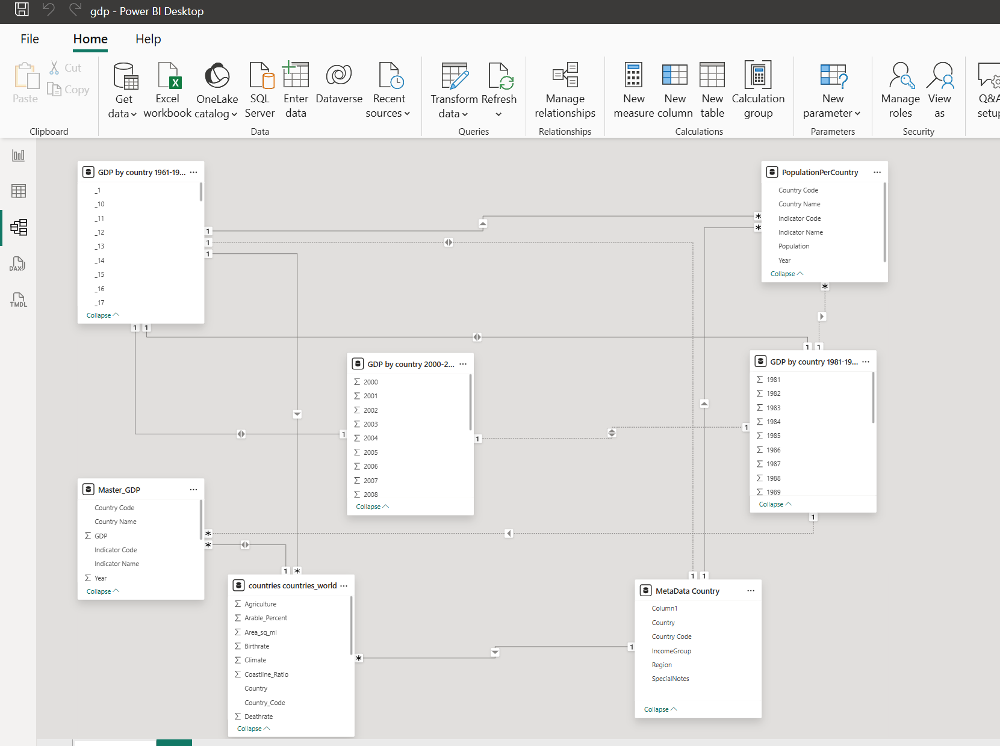 gdp - Power BI Desktop
File Home Help
Paste
Cut
Copy
Clipboard
Get data
Excel workbook
OneLake catalog
SQL Server
Enter data
Dataverse
Recent sources
Data
Transform data
Refresh
Queries
Manage relationships
Relationships
New measure
New column
New table
Calculation group
Calculations
New parameter
Parameters
Manage roles
View as
Security
DAX
TMDL
GDP by country 1961-19... ...
_1
_10
_11
_12
_13
_14
_15
_16
_17
Collapse
PopulationPerCountry ...
Country Code
Country Name
Indicator Code
Indicator Name
Population
Year
Collapse
1
1
1
*
*
*
1 1
1 1
GDP by country 2000-2... ...
Σ 2000
Σ 2001
Σ 2002
Σ 2003
Σ 2004
Σ 2005
Σ 2006
Σ 2007
Σ 2008
Collapse
1
1
GDP by country 1981-19... ...
Σ 1981
Σ 1982
Σ 1983
Σ 1984
Σ 1985
Σ 1986
Σ 1987
Σ 1988
Σ 1989
Collapse
1
1
Master_GDP ...
Country Code
Country Name
Σ GDP
Indicator Code
Indicator Name
Σ Year
Collapse
*
*
1 *
countries countries_world ...
Σ Agriculture
Σ Arable_Percent
Σ Area_sq_mi
Σ Birthrate
Σ Climate
Σ Coastline_Ratio
Country
Country_Code
Σ Deathrate
Collapse
*
1 1
1
MetaData Country ...
Column1
Country
Country Code
IncomeGroup
Region
SpecialNotes
Collapse